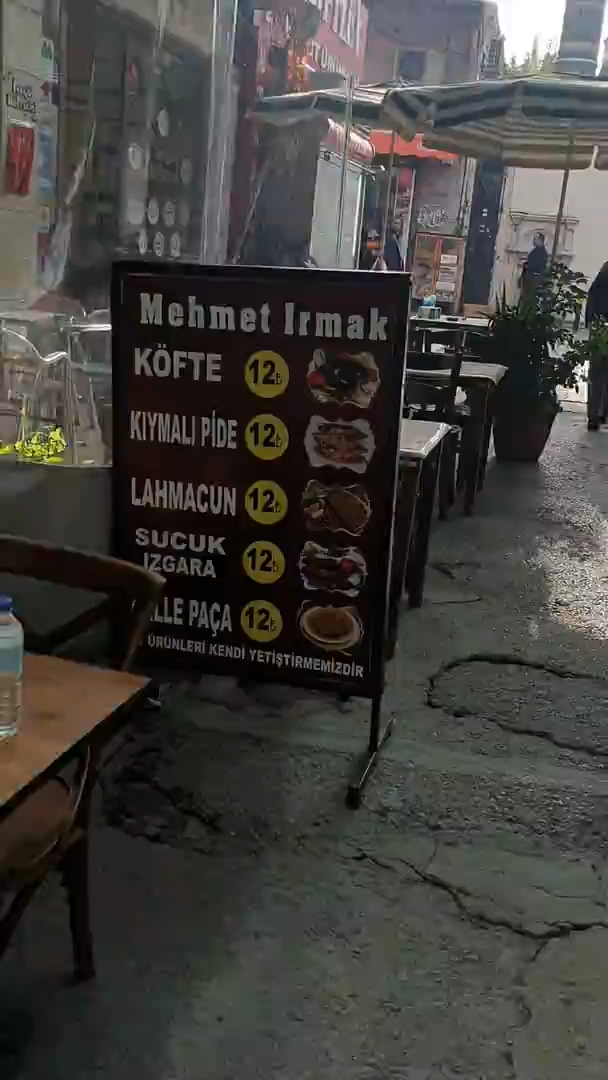 Mehmet Irmak
KÖFTE 12₺
KIYMALI PİDE 12₺
LAHMACUN 12₺
SUCUK
IZGARA 12₺
LLE PAÇA 12₺
ÜRÜNLERİ KENDİ YETİŞTİRMEMİZDİR